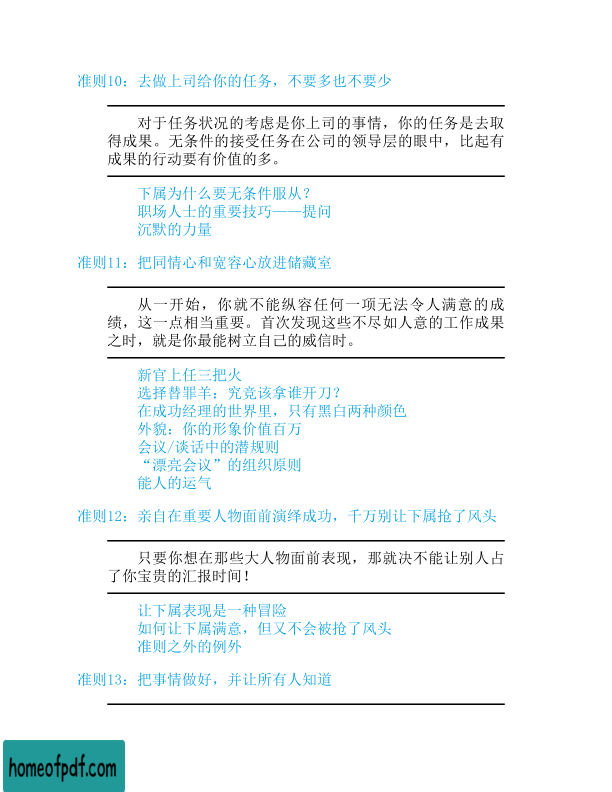 准则10：去做上司给你的任务，不要多也不要少
对于任务状况的考虑是你上司的事情，你的任务是去取
得成果。无条件的接受任务在公司的领导层的眼中，比起有
成果的行动要有价值的多。
下属为什么要无条件服从？
职场人士的重要技巧——提问
沉默的力量
准则11：把同情心和宽容心放进储藏室
从一开始，你就不能纵容任何一项无法令人满意的成
绩，这一点相当重要。首次发现这些不尽如人意的工作成果
之时，就是你最能树立自己的威信时。
新官上任三把火
选择替罪羊：究竟该拿谁开刀？
在成功经理的世界里，只有黑白两种颜色
外貌：你的形象价值百万
会议/谈话中的潜规则
“漂亮会议”的组织原则
能人的运气
准则12：亲自在重要人物面前演绎成功，千万别让下属抢了风头
只要你想在那些大人物面前表现，那就决不能让别人占
了你宝贵的汇报时间！
让下属表现是一种冒险
如何让下属满意，但又不会被抢了风头
准则之外的例外
准则13：把事情做好，并让所有人知道
homeofpdf.com